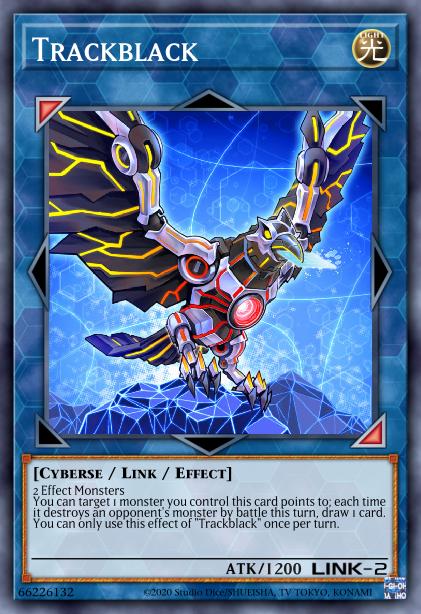 Trackblack
LIGHT
光
[Cyberse / Link / Effect]
2 Effect Monsters
You can target 1 monster you control this card points to; each time
it destroys an opponent's monster by battle this turn, draw 1 card.
You can only use this effect of "Trackblack" once per turn.
ATK/1200 LINK-2
66226132 ©2020 Studio Dice/SHUEISHA, TV TOKYO, KONAMI